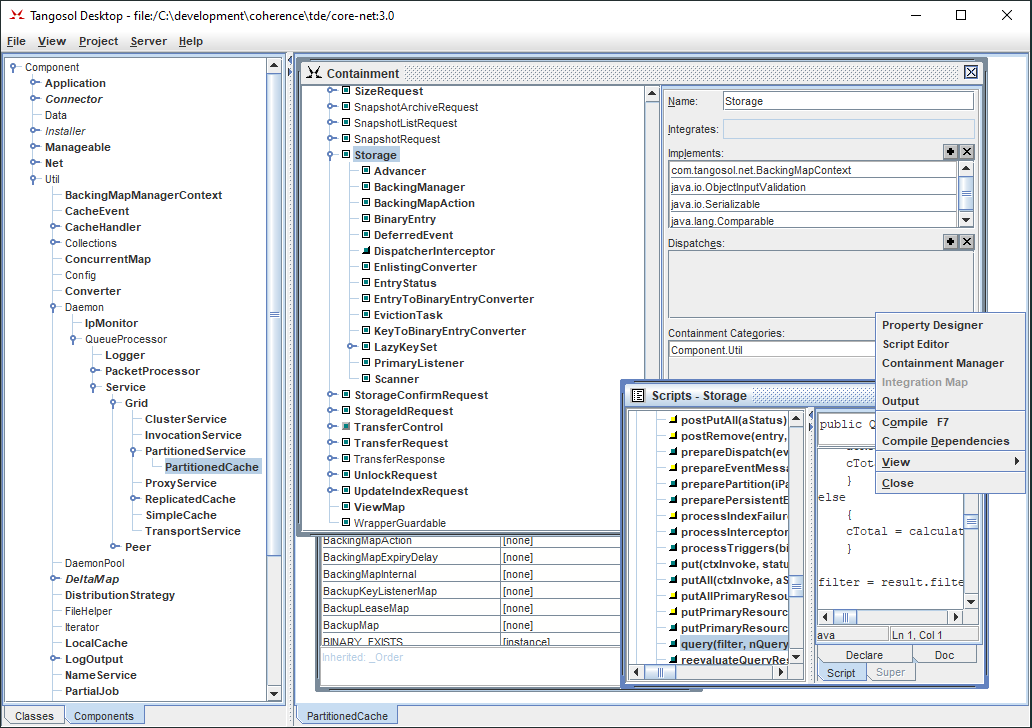 Tangosol Desktop - file:/C:\development\coherence\tde/core-net:3.0
File View Project Server Help
Component
Application
Connector
Data
Installer
Manageable
Net
Util
BackingMapManagerContext
CacheEvent
CacheHandler
Collections
ConcurrentMap
Config
Converter
Daemon
IpMonitor
QueueProcessor
Logger
PacketProcessor
Service
Grid
ClusterService
InvocationService
PartitionedService
PartitionedCache
ProxyService
ReplicatedCache
SimpleCache
TransportService
Peer
DaemonPool
DeltaMap
DistributionStrategy
FileHelper
Iterator
LocalCache
LogOutput
NameService
PartialJob
Classes Components
Containment
SizeRequest
SnapshotArchiveRequest
SnapshotListRequest
SnapshotRequest
Storage
Advancer
BackingManager
BackingMapAction
BinaryEntry
DeferredEvent
DispatcherInterceptor
EnlistingConverter
EntryStatus
EntryToBinaryEntryConverter
EvictionTask
KeyToBinaryEntryConverter
LazyKeySet
PrimaryListener
Scanner
StorageConfirmRequest
StorageIdRequest
TransferControl
TransferRequest
TransferResponse
UnlockRequest
UpdateIndexRequest
ViewMap
WrapperGuardable
Name: Storage
Integrates:
Implements:
com.tangosol.net.BackingMapContext
java.io.ObjectInputValidation
java.io.Serializable
java.lang.Comparable
Dispatches:
Containment Categories:
Component.Util
BackingMapAction [none]
BackingMapExpiryDelay [none]
BackingMapInternal [none]
BackupKeyListenerMap [none]
BackupLeaseMap [none]
BackupMap [none]
BINARY_EXISTS [instance]
Inherited: _Order
PartitionedCache
Scripts - Storage
postPutAll(aStatus)
postRemove(entry,
prepareDispatch(ev
prepareEventMessa
preparePartition(iPa
preparePersistentE
processIndexFailur
processInterceptor
processTriggers(bi
put(ctxInvoke, statu
putAll(ctxInvoke, aS
putAllPrimaryResou
putPrimaryResourc
putPrimaryResourc
query(filter, nQuery
reevaluateQueryRes
public Q
cTot
}
else
{
cTotal = calculat
}
filter = result.filte
ava Ln 1, Col 1
Declare Doc
Script Super
Property Designer
Script Editor
Containment Manager
Integration Map
Output
Compile F7
Compile Dependencies
View
Close